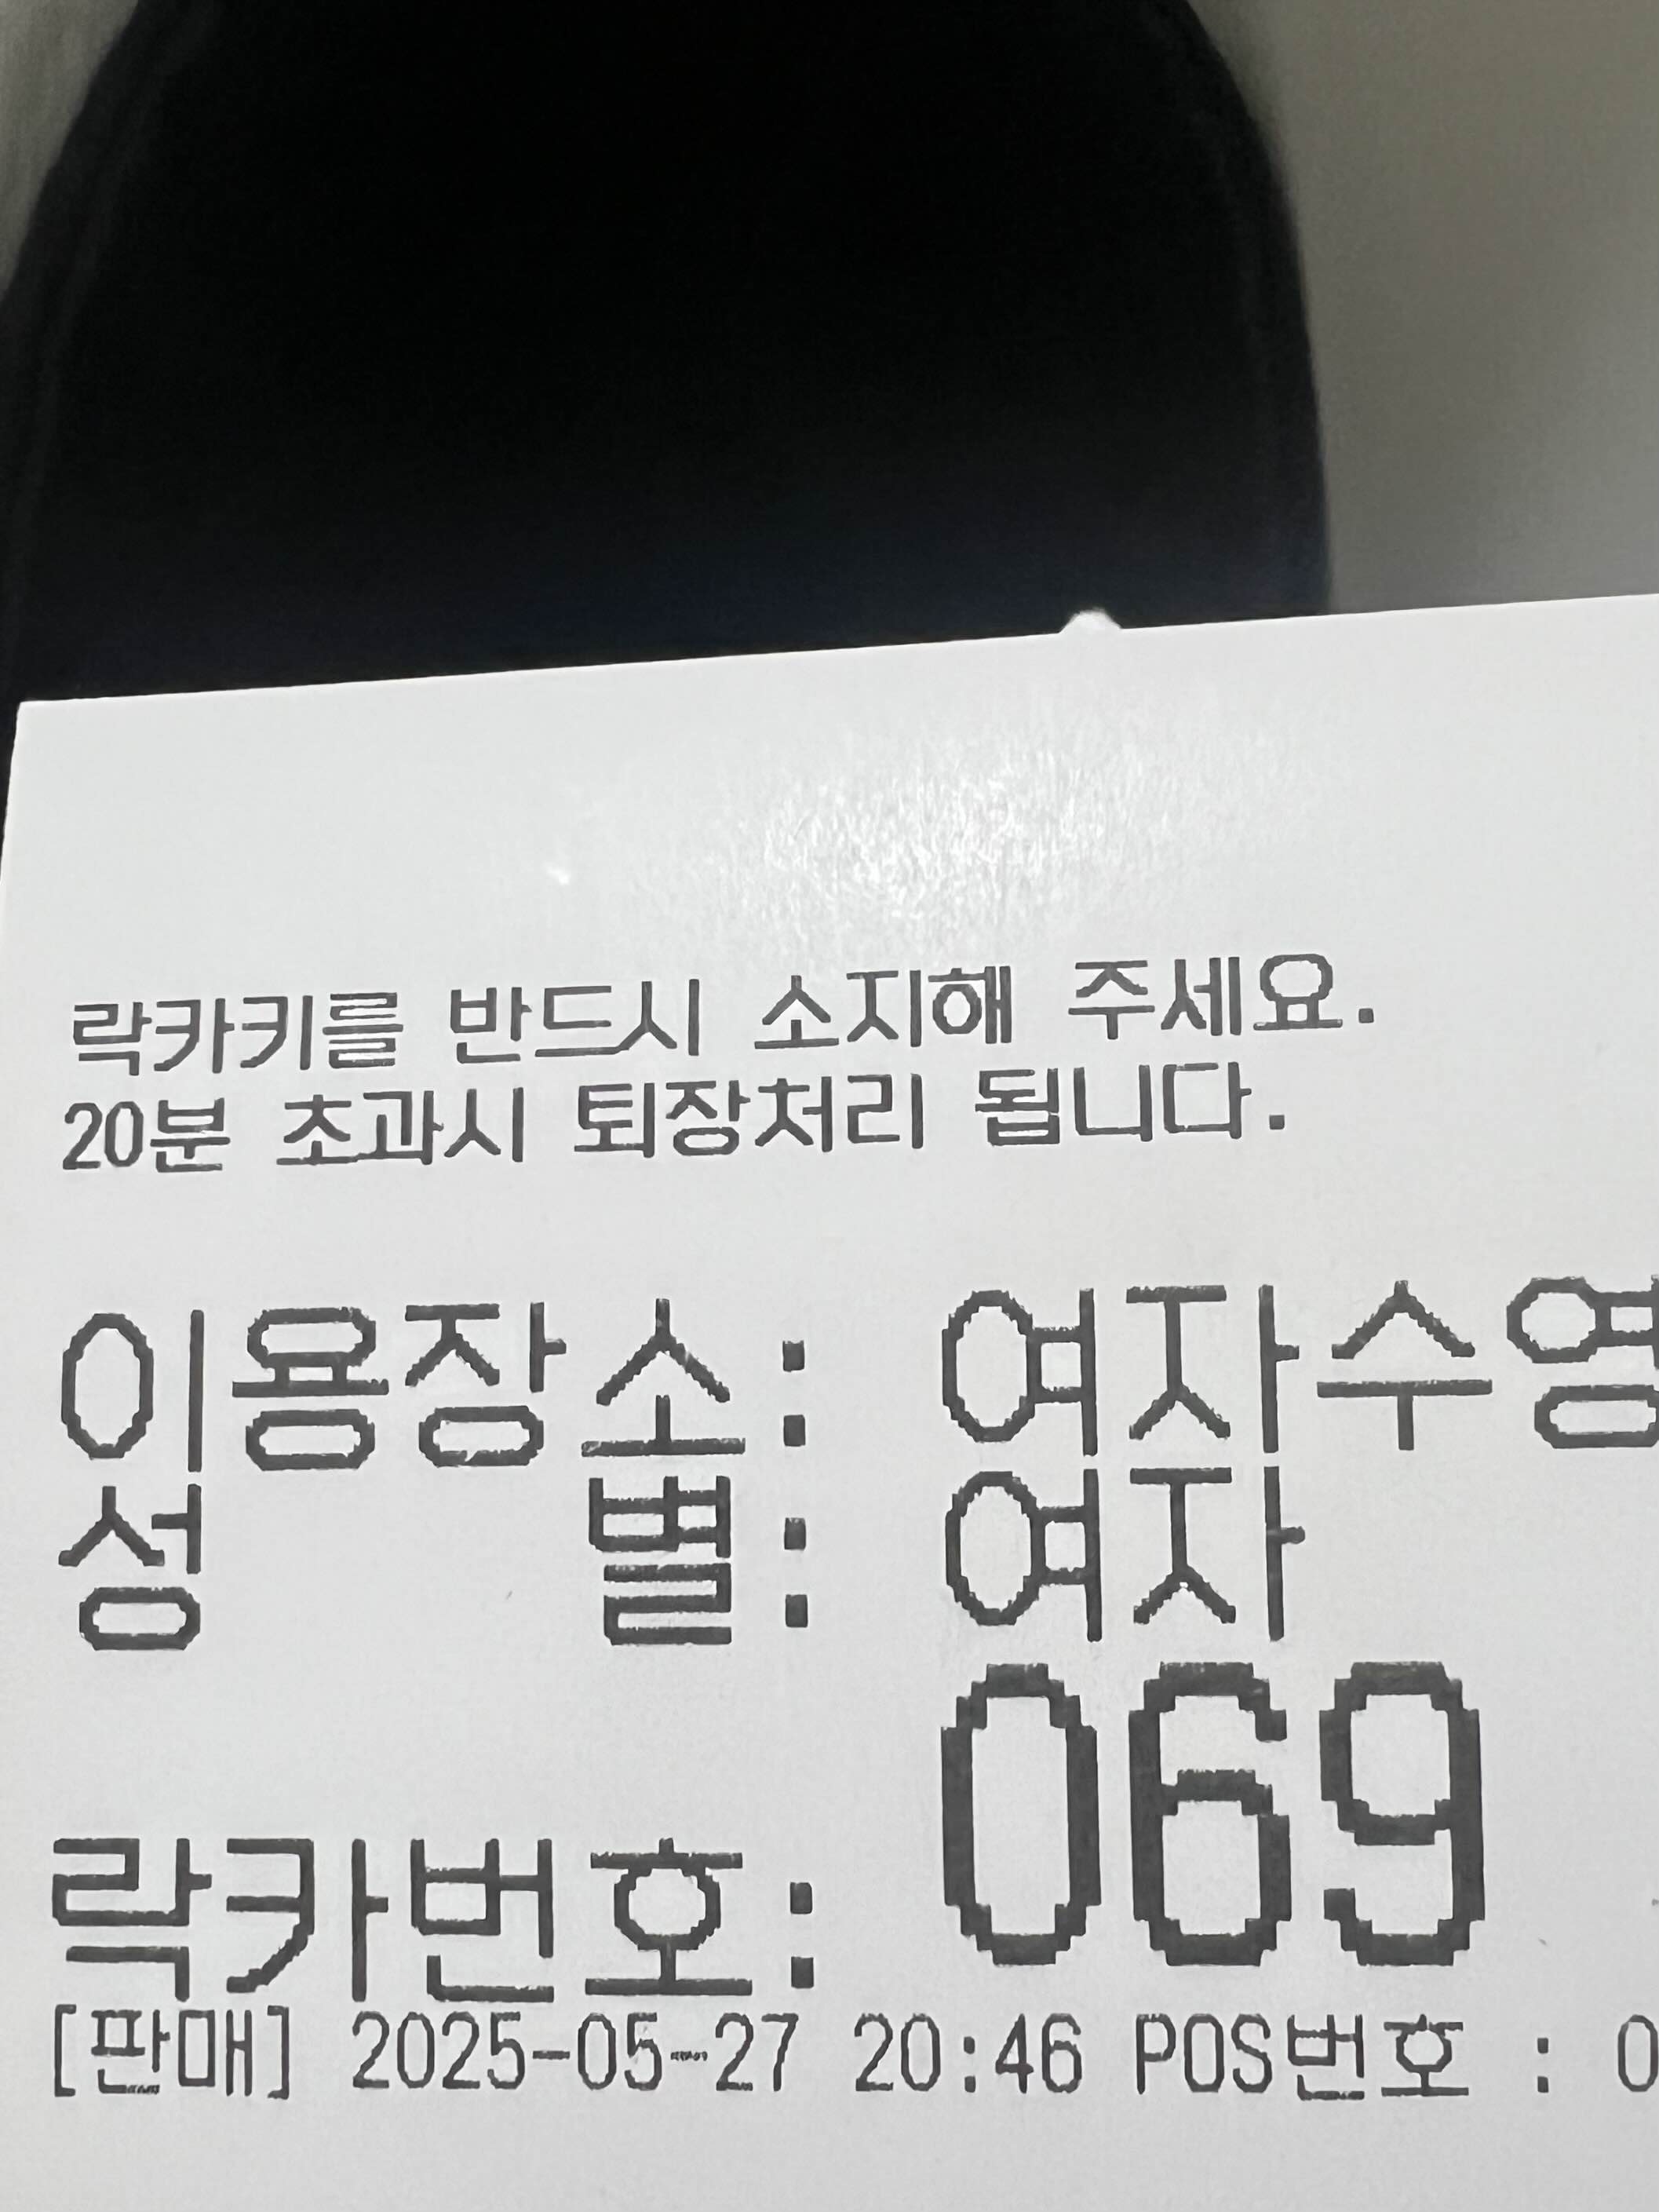 락카키를 반드시 소지해 주세요.
20분 초과시 퇴장처리 됩니다.
이용장소: 여자수영
성 별: 여자
락카번호: 069
[판매] 2025-05-27 20:46 POS번호 : 0